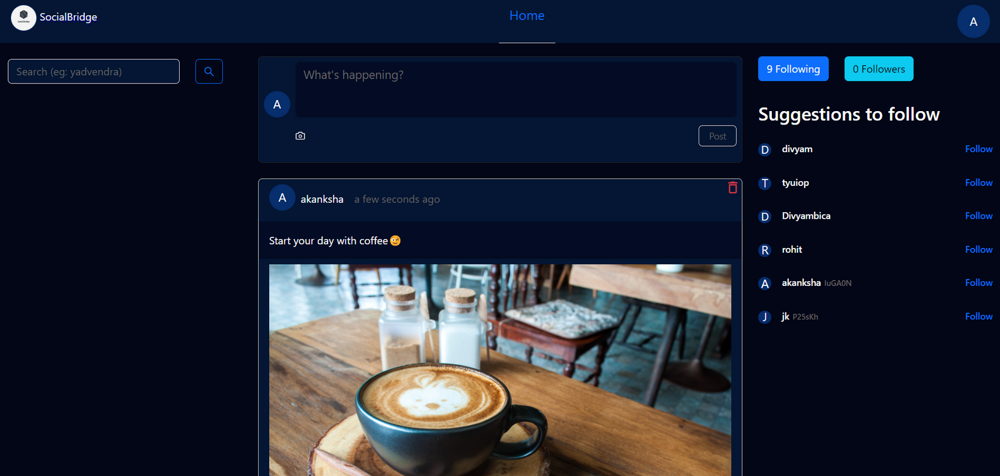 SocialBridge
Home
A
Search (eg: yadvendra)
What's happening?
A
Post
A akanksha a few seconds ago
Start your day with coffee😉
9 Following 0 Followers
Suggestions to follow
D divyam Follow
T tyuiop Follow
D Divyambica Follow
R rohit Follow
A akanksha IuGA0N Follow
J jk P25sKh Follow